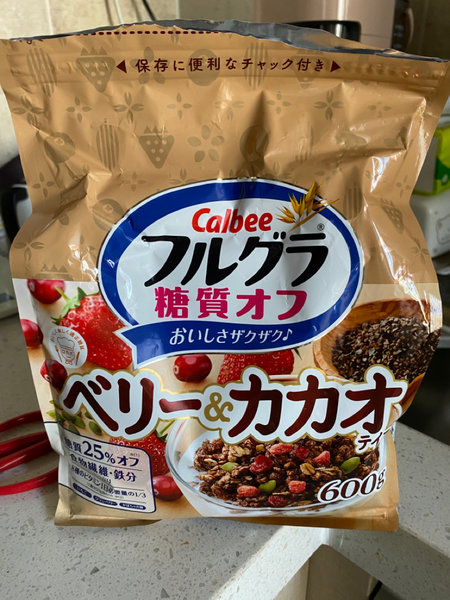 ◀ 保存に便利なチャック付き ▶
Calbee
フルグラ®
糖質オフ
おいしさザクザク♪
ベリー&カカオ
テイ
糖質25%オフ
食物繊維・鉄分
600g